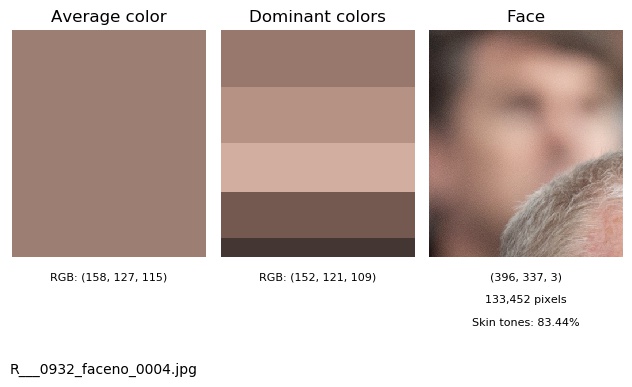 Average color
Dominant colors
Face
RGB: (158, 127, 115)
RGB: (152, 121, 109)
(396, 337, 3)
133,452 pixels
Skin tones: 83.44%
R___0932_faceno_0004.jpg